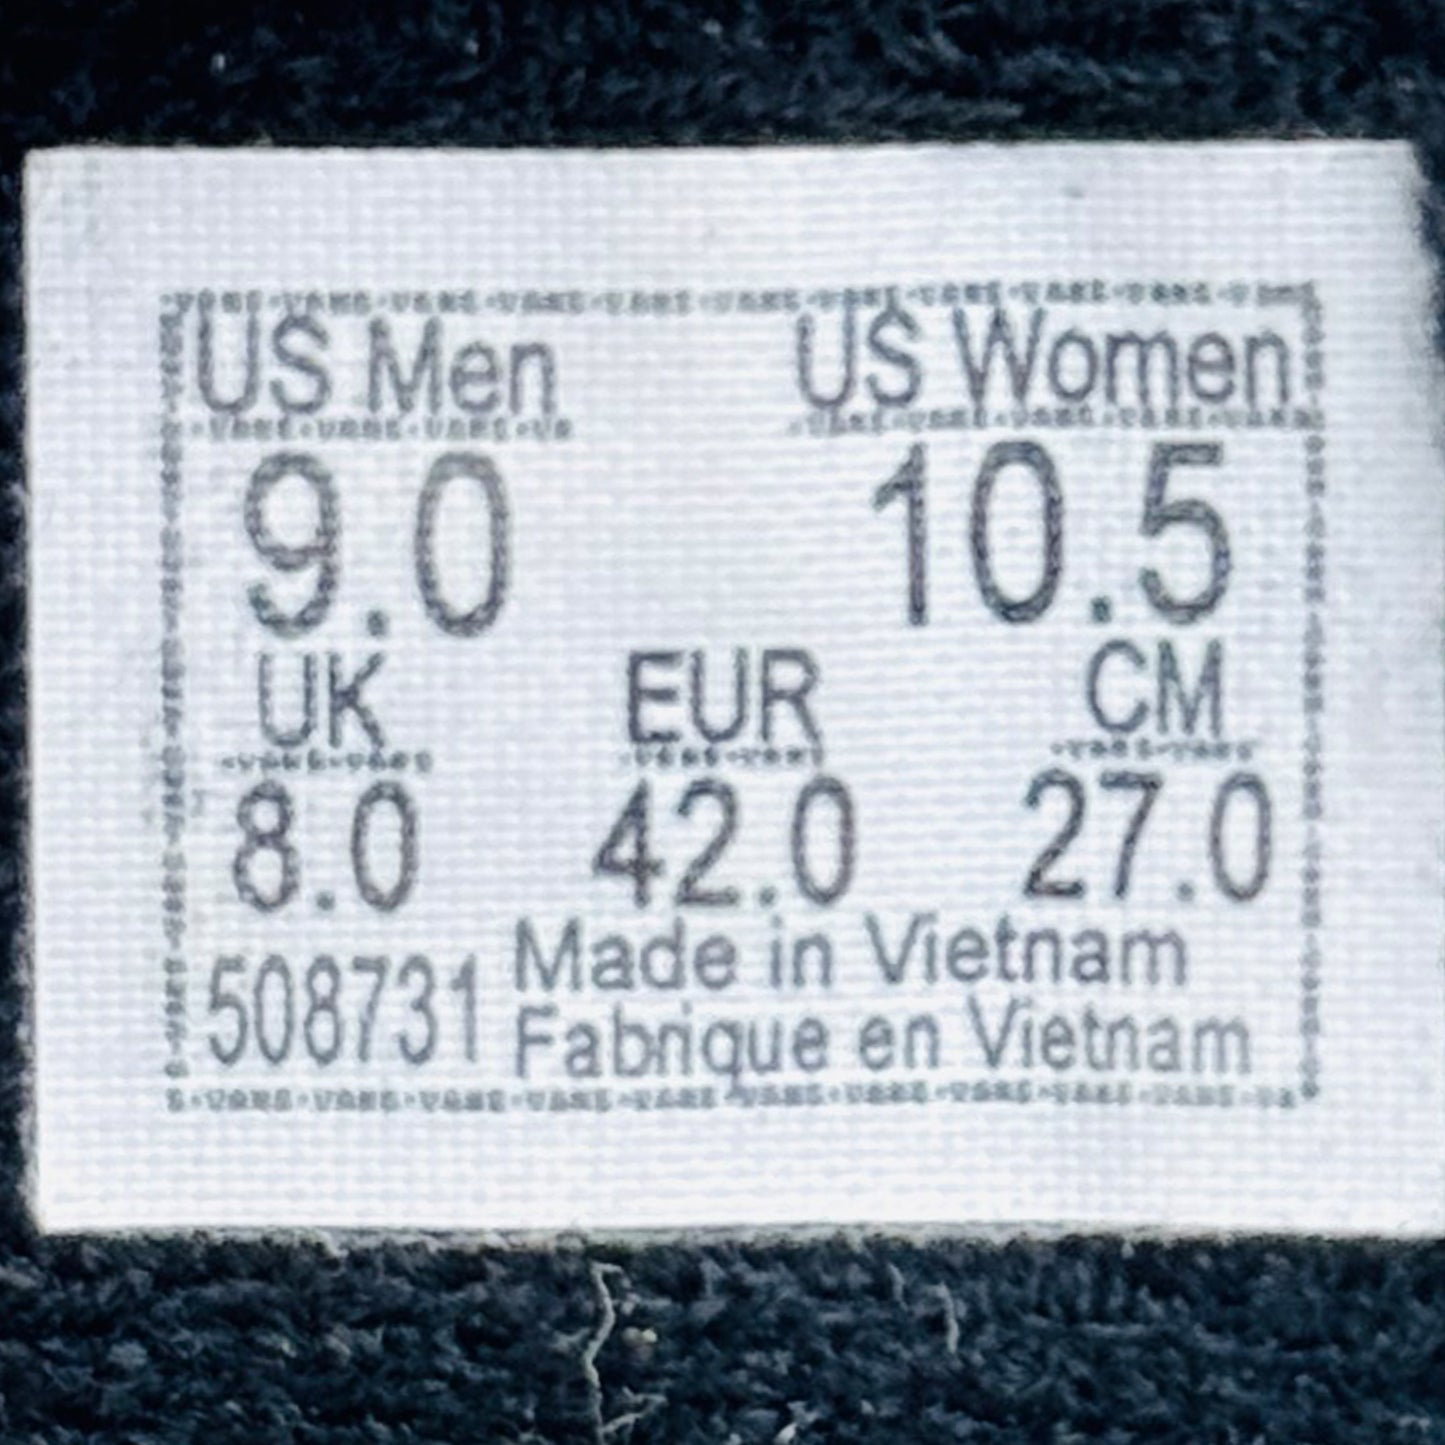 US Men US Women
9.0 10.5
UK EUR CM
8.0 42.0 27.0
508731 Made in Vietnam
Fabrique en Vietnam